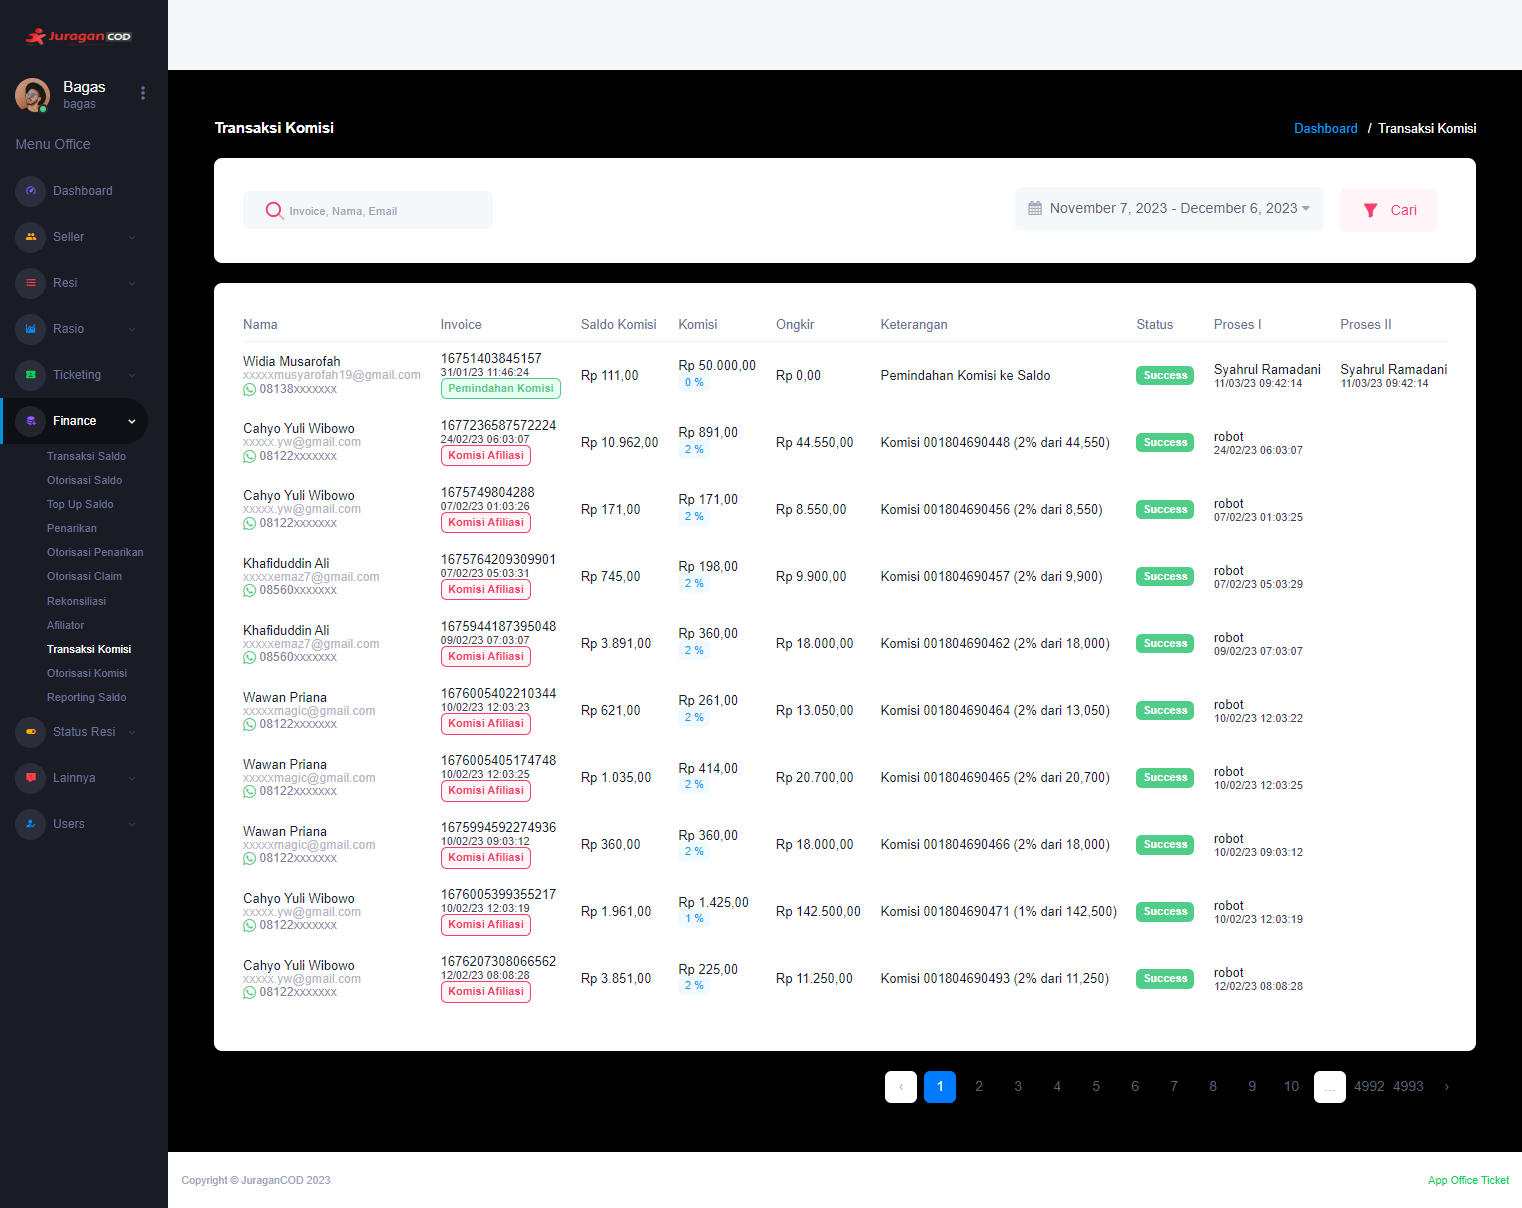 JuraganCOD
Bagas
bagas
Menu Office
Dashboard
Seller
Resi
Rasio
Ticketing
Finance
Transaksi Saldo
Otorisasi Saldo
Top Up Saldo
Penarikan
Otorisasi Penarikan
Otorisasi Claim
Rekonsiliasi
Afiliator
Transaksi Komisi
Otorisasi Komisi
Reporting Saldo
Status Resi
Lainnya
Users
Transaksi Komisi
Dashboard / Transaksi Komisi
Invoice, Nama, Email
November 7, 2023 - December 6, 2023
Cari
Nama Invoice Saldo Komisi Komisi Ongkir Keterangan Status Proses I Proses II
Widia Musarofah
xxxxxmusyarofah19@gmail.com
08138xxxxxxx
16751403845157
31/01/23 11:46:24
Pemindahan Komisi
Rp 111,00
Rp 50.000,00
0 %
Rp 0,00
Pemindahan Komisi ke Saldo
Success
Syahrul Ramadani
11/03/23 09:42:14
Syahrul Ramadani
11/03/23 09:42:14
Cahyo Yuli Wibowo
xxxxx.yw@gmail.com
08122xxxxxxx
1677236587572224
24/02/23 06:03:07
Komisi Afiliasi
Rp 10.962,00
Rp 891,00
2 %
Rp 44.550,00
Komisi 001804690448 (2% dari 44,550)
Success
robot
24/02/23 06:03:07
Cahyo Yuli Wibowo
xxxxx.yw@gmail.com
08122xxxxxxx
1675749804288
07/02/23 01:03:26
Komisi Afiliasi
Rp 171,00
Rp 171,00
2 %
Rp 8.550,00
Komisi 001804690456 (2% dari 8,550)
Success
robot
07/02/23 01:03:25
Khafiduddin Ali
xxxxxemaz7@gmail.com
08560xxxxxxx
1675764209309901
07/02/23 05:03:31
Komisi Afiliasi
Rp 745,00
Rp 198,00
2 %
Rp 9.900,00
Komisi 001804690457 (2% dari 9,900)
Success
robot
07/02/23 05:03:29
Khafiduddin Ali
xxxxxemaz7@gmail.com
08560xxxxxxx
1675944187395048
09/02/23 07:03:07
Komisi Afiliasi
Rp 3.891,00
Rp 360,00
2 %
Rp 18.000,00
Komisi 001804690462 (2% dari 18,000)
Success
robot
09/02/23 07:03:07
Wawan Priana
xxxxxmagic@gmail.com
08122xxxxxxx
1676005402210344
10/02/23 12:03:23
Komisi Afiliasi
Rp 621,00
Rp 261,00
2 %
Rp 13.050,00
Komisi 001804690464 (2% dari 13,050)
Success
robot
10/02/23 12:03:22
Wawan Priana
xxxxxmagic@gmail.com
08122xxxxxxx
1676005405174748
10/02/23 12:03:25
Komisi Afiliasi
Rp 1.035,00
Rp 414,00
2 %
Rp 20.700,00
Komisi 001804690465 (2% dari 20,700)
Success
robot
10/02/23 12:03:25
Wawan Priana
xxxxxmagic@gmail.com
08122xxxxxxx
1675994592274936
10/02/23 09:03:12
Komisi Afiliasi
Rp 360,00
Rp 360,00
2 %
Rp 18.000,00
Komisi 001804690466 (2% dari 18,000)
Success
robot
10/02/23 09:03:12
Cahyo Yuli Wibowo
xxxxx.yw@gmail.com
08122xxxxxxx
1676005399355217
10/02/23 12:03:19
Komisi Afiliasi
Rp 1.961,00
Rp 1.425,00
1 %
Rp 142.500,00
Komisi 001804690471 (1% dari 142,500)
Success
robot
10/02/23 12:03:19
Cahyo Yuli Wibowo
xxxxx.yw@gmail.com
08122xxxxxxx
1676207308066562
12/02/23 08:08:28
Komisi Afiliasi
Rp 3.851,00
Rp 225,00
2 %
Rp 11.250,00
Komisi 001804690493 (2% dari 11,250)
Success
robot
12/02/23 08:08:28
‹ 1 2 3 4 5 6 7 8 9 10 ... 4992 4993 ›
Copyright © JuraganCOD 2023
App Office Ticket